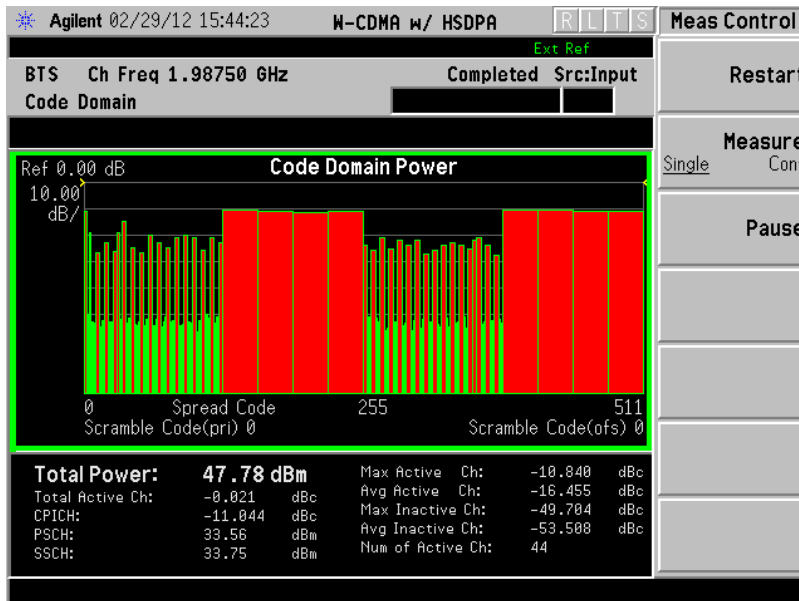 Agilent 02/29/12 15:44:23 W-CDMA w/ HSDPA R L T S Meas Control
Ext Ref
BTS Ch Freq 1.98750 GHz Completed Src:Input
Code Domain
Restart
Measure
Single Con
Pause
Ref 0.00 dB Code Domain Power
10.00
dB/
0 Spread Code 255 511
Scramble Code(pri) 0 Scramble Code(ofs) 0
Total Power: 47.78 dBm
Total Active Ch: -0.021 dBc
CPICH: -11.044 dBc
PSCH: 33.56 dBm
SSCH: 33.75 dBm
Max Active Ch: -10.840 dBc
Avg Active Ch: -16.455 dBc
Max Inactive Ch: -49.704 dBc
Avg Inactive Ch: -53.508 dBc
Num of Active Ch: 44